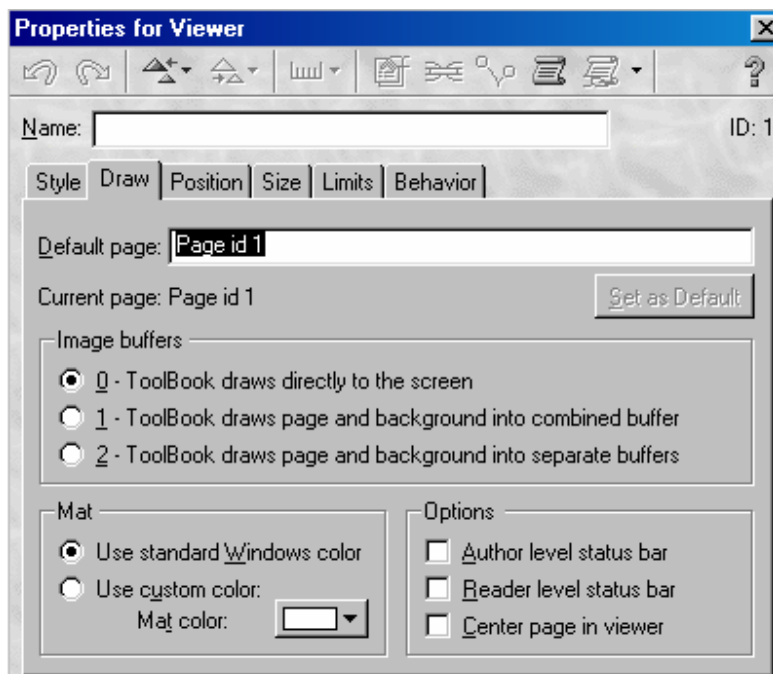 Properties for Viewer
Name: ID: 1
Style Draw Position Size Limits Behavior
Default page: Page id 1
Current page: Page id 1 Set as Default
Image buffers
0 - ToolBook draws directly to the screen
1 - ToolBook draws page and background into combined buffer
2 - ToolBook draws page and background into separate buffers
Mat
Use standard Windows color
Use custom color:
Mat color:
Options
Author level status bar
Reader level status bar
Center page in viewer